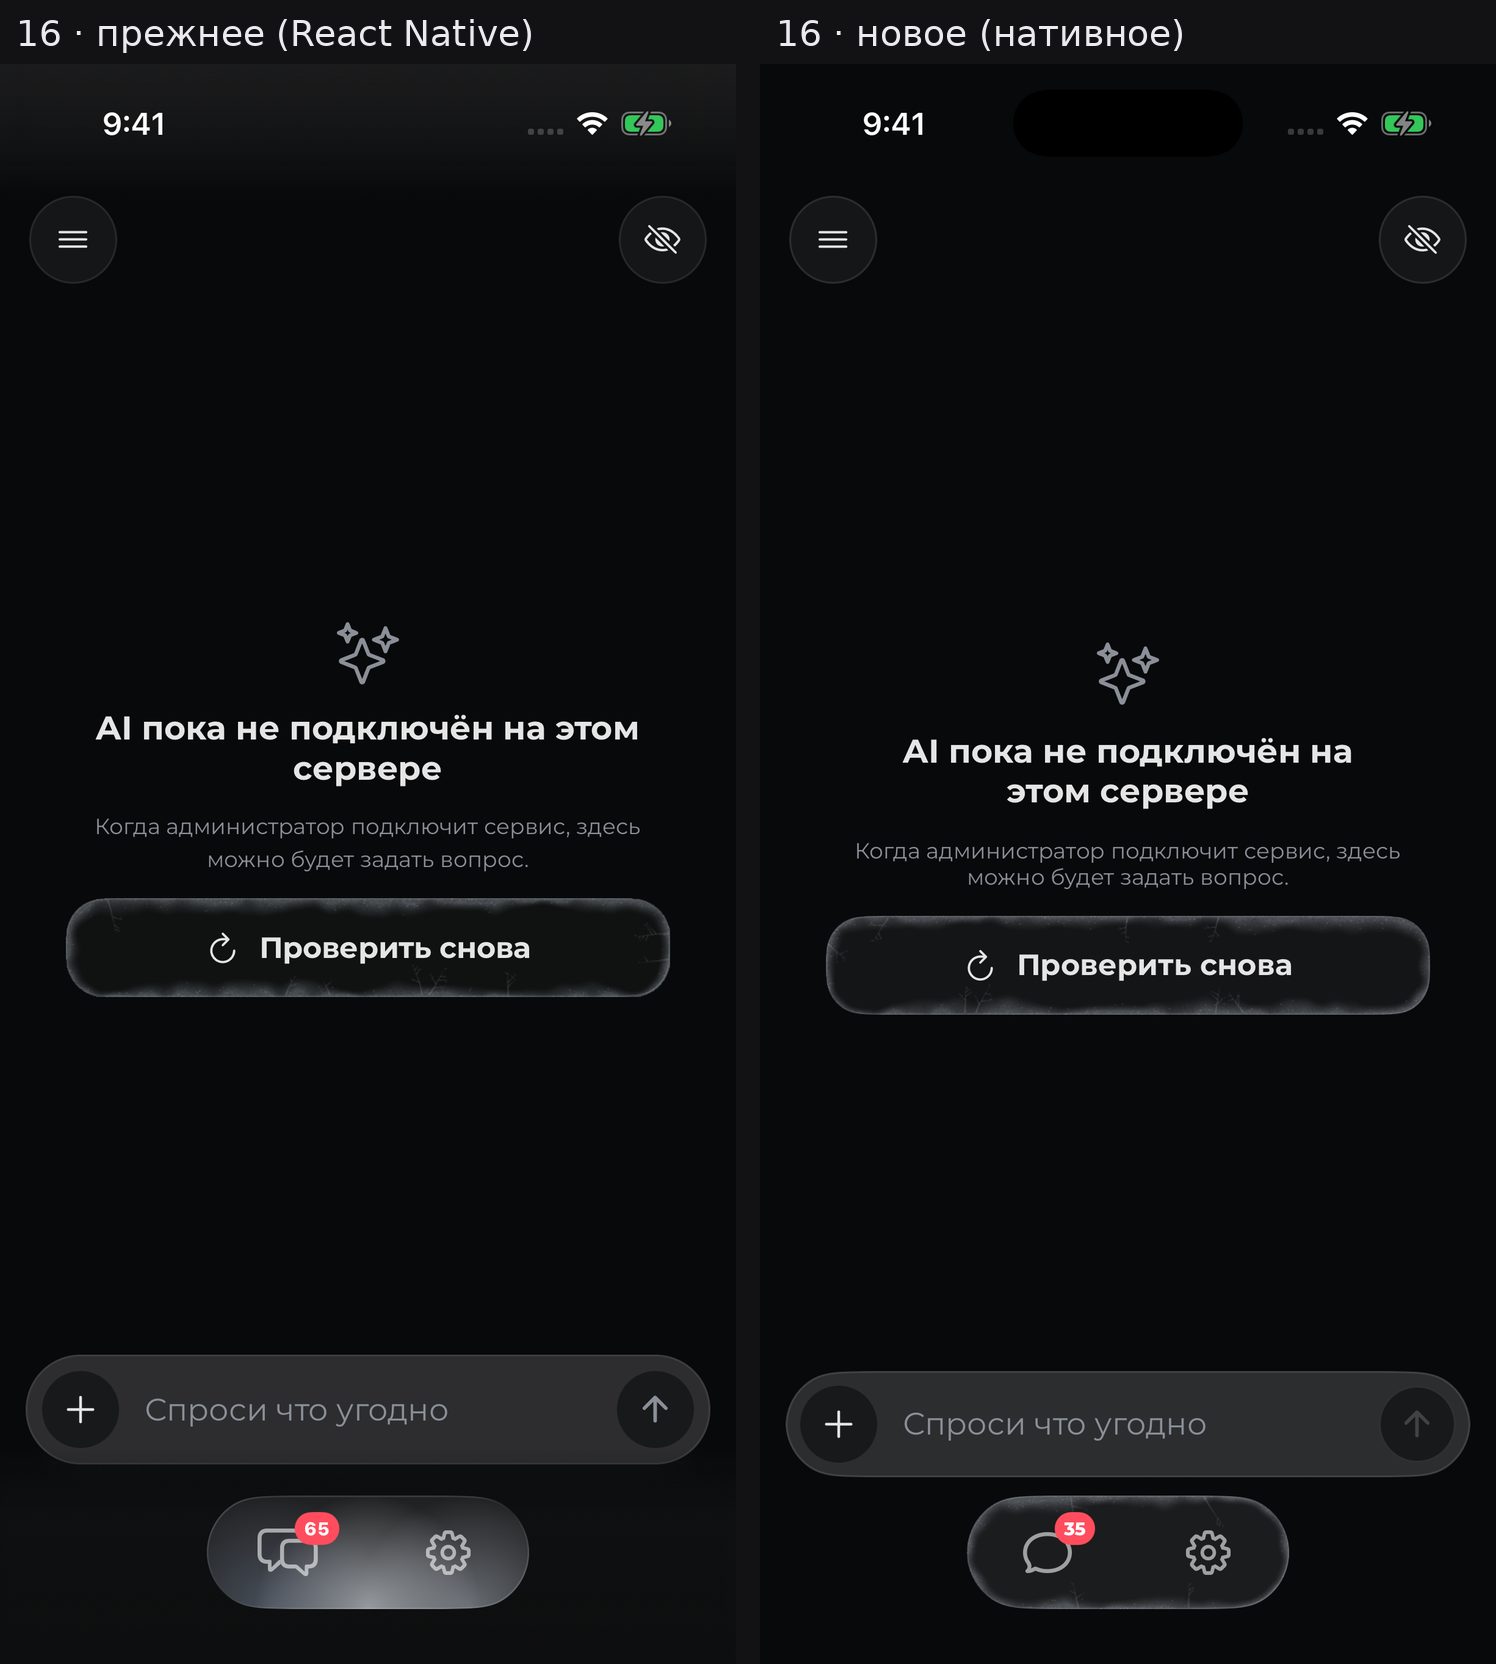 16 · прежнее (React Native)
9:41
AI пока не подключён на этом
сервере
Когда администратор подключит сервис, здесь
можно будет задать вопрос.
Проверить снова
Спроси что угодно
65
16 · новое (нативное)
9:41
AI пока не подключён на
этом сервере
Когда администратор подключит сервис, здесь
можно будет задать вопрос.
Проверить снова
Спроси что угодно
35